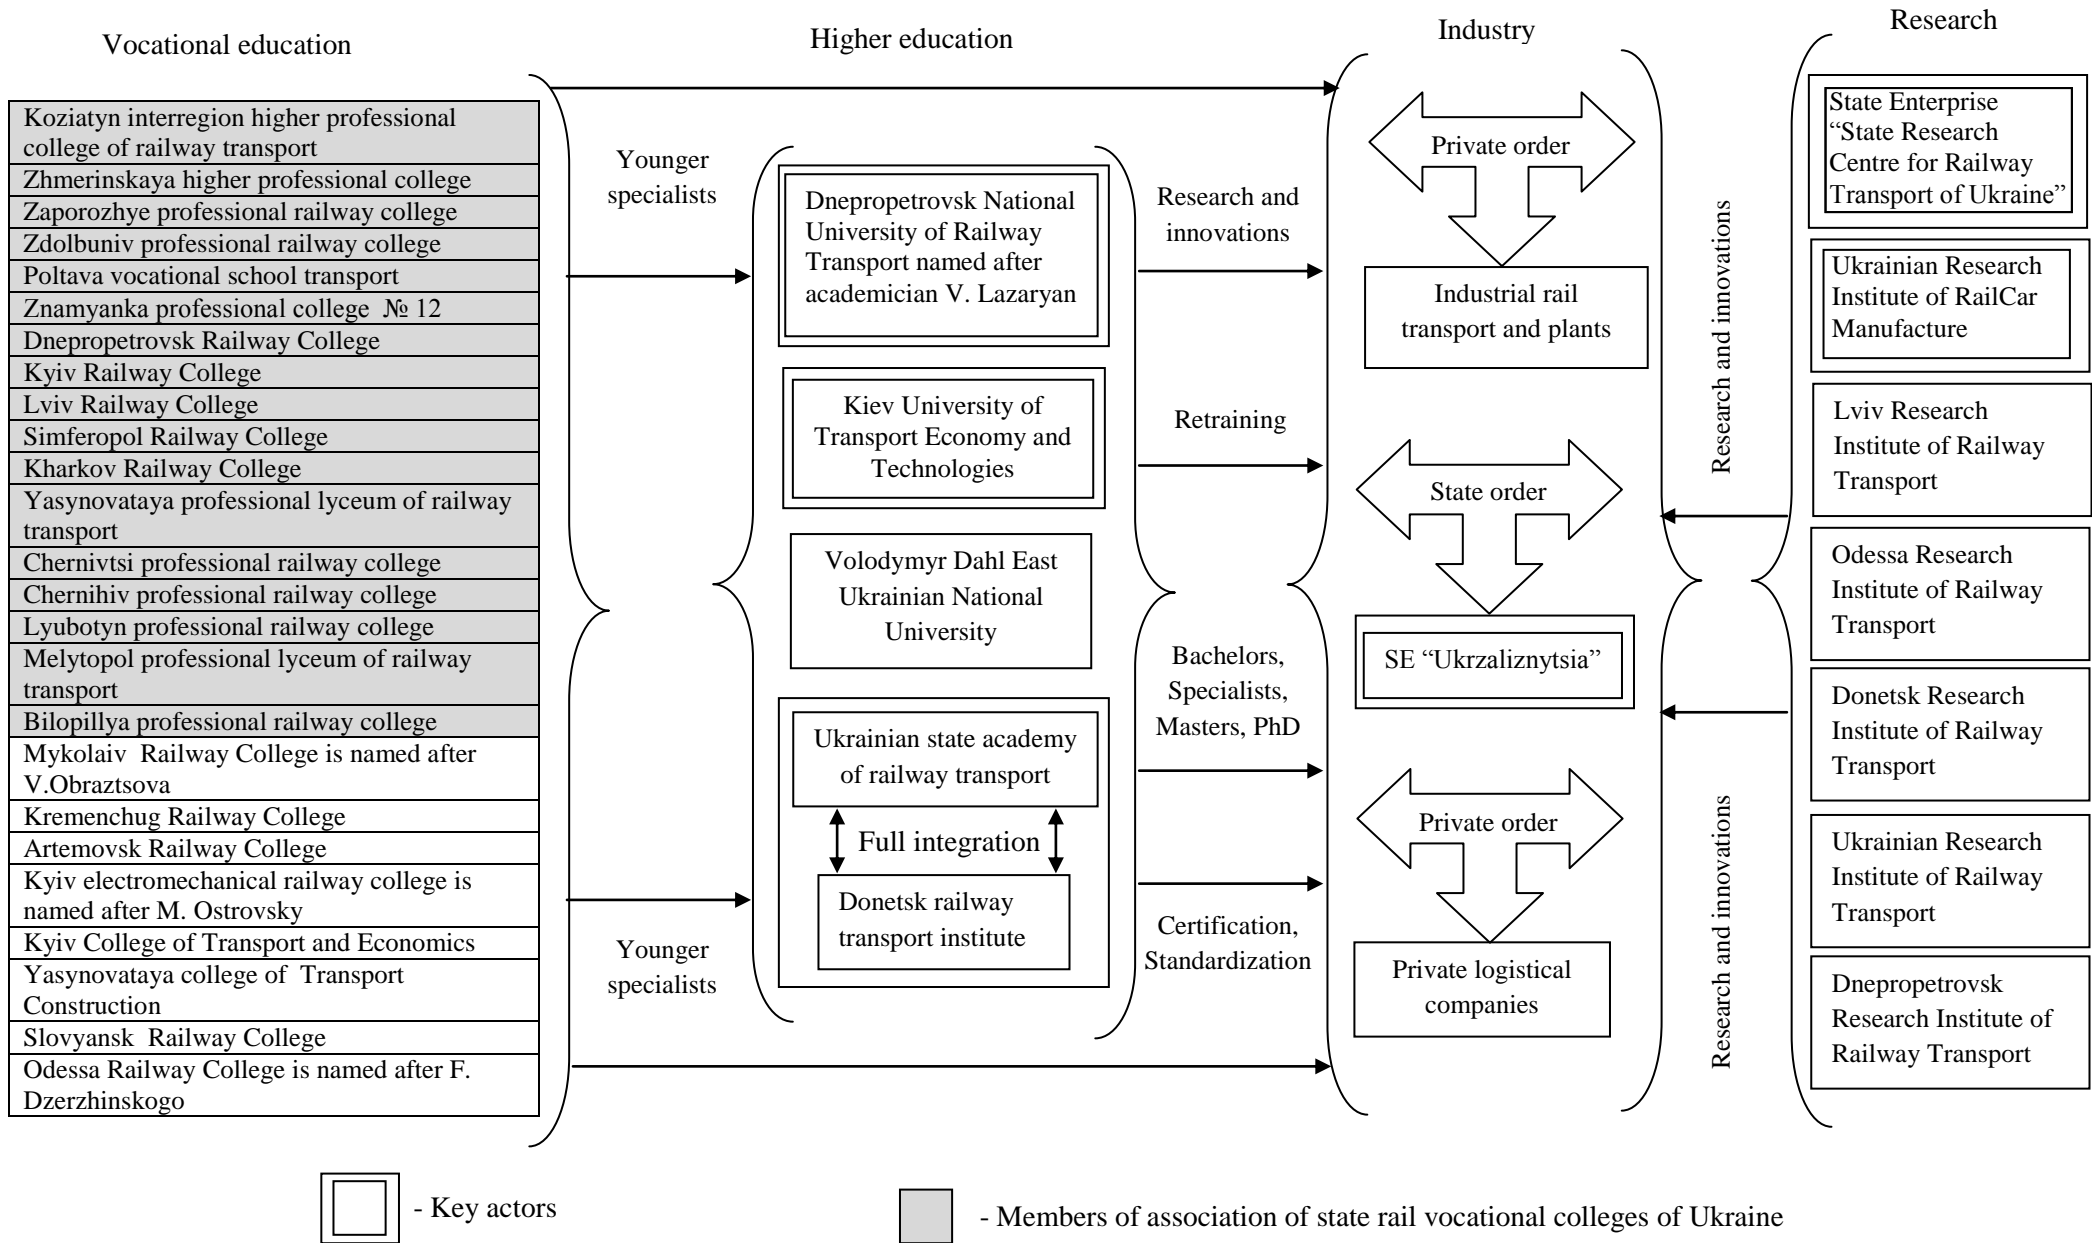 Vocational education
Koziatyn interregion higher professional
college of railway transport
Zhmerinskaya higher professional college
Zaporozhye professional railway college
Zdolbuniv professional railway college
Poltava vocational school transport
Znamyanka professional college № 12
Dnepropetrovsk Railway College
Kyiv Railway College
Lviv Railway College
Simferopol Railway College
Kharkov Railway College
Yasynovataya professional lyceum of railway
transport
Chernivtsi professional railway college
Chernihiv professional railway college
Lyubotyn professional railway college
Melytopol professional lyceum of railway
transport
Bilopillya professional railway college
Mykolaiv Railway College is named after
V.Obraztsova
Kremenchug Railway College
Artemovsk Railway College
Kyiv electromechanical railway college is
named after M. Ostrovsky
Kyiv College of Transport and Economics
Yasynovataya college of Transport
Construction
Slovyansk Railway College
Odessa Railway College is named after F.
Dzerzhinskogo
Younger
specialists
Younger
specialists
Higher education
Dnepropetrovsk National
University of Railway
Transport named after
academician V. Lazaryan
Kiev University of
Transport Economy and
Technologies
Volodymyr Dahl East
Ukrainian National
University
Ukrainian state academy
of railway transport
Full integration
Donetsk railway
transport institute
Research and
innovations
Retraining
Bachelors,
Specialists,
Masters, PhD
Certification,
Standardization
Industry
Private order
Industrial rail
transport and plants
State order
SE “Ukrzaliznytsia”
Private order
Private logistical
companies
Research and innovations
Research and innovations
Research
State Enterprise
“State Research
Centre for Railway
Transport of Ukraine”
Ukrainian Research
Institute of RailCar
Manufacture
Lviv Research
Institute of Railway
Transport
Odessa Research
Institute of Railway
Transport
Donetsk Research
Institute of Railway
Transport
Ukrainian Research
Institute of Railway
Transport
Dnepropetrovsk
Research Institute of
Railway Transport
- Key actors
- Members of association of state rail vocational colleges of Ukraine